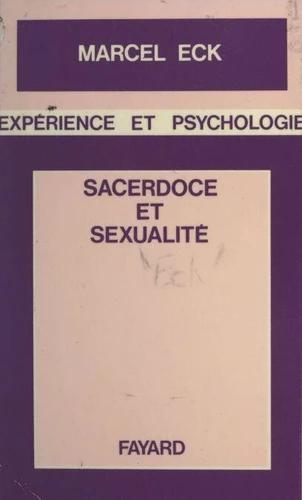 MARCEL ECK
EXPÉRIENCE ET PSYCHOLOGIE
SACERDOCE
ET
SEXUALITÉ
"Eck"
FAYARD